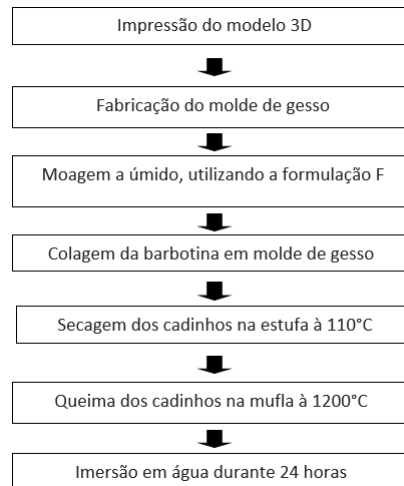 Impressão do modelo 3D
Fabricação do molde de gesso
Moagem a úmido, utilizando a formulação F
Colagem da barbotina em molde de gesso
Secagem dos cadinhos na estufa à 110°C
Queima dos cadinhos na mufla à 1200°C
Imersão em água durante 24 horas